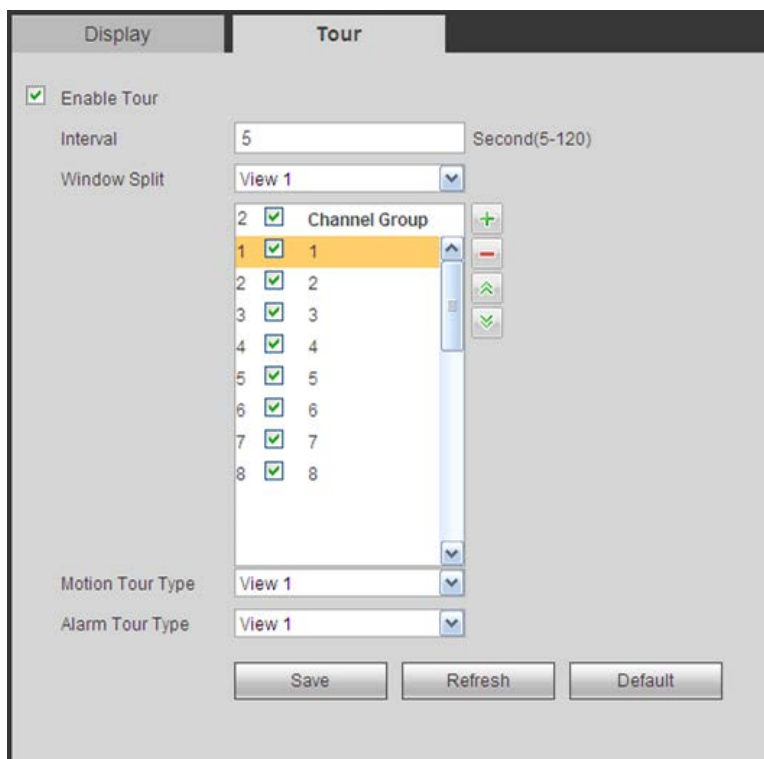 Display Tour
Enable Tour
Interval 5 Second(5-120)
Window Split View 1
2 Channel Group
1 1
2 2
3 3
4 4
5 5
6 6
7 7
8 8
Motion Tour Type View 1
Alarm Tour Type View 1
Save Refresh Default